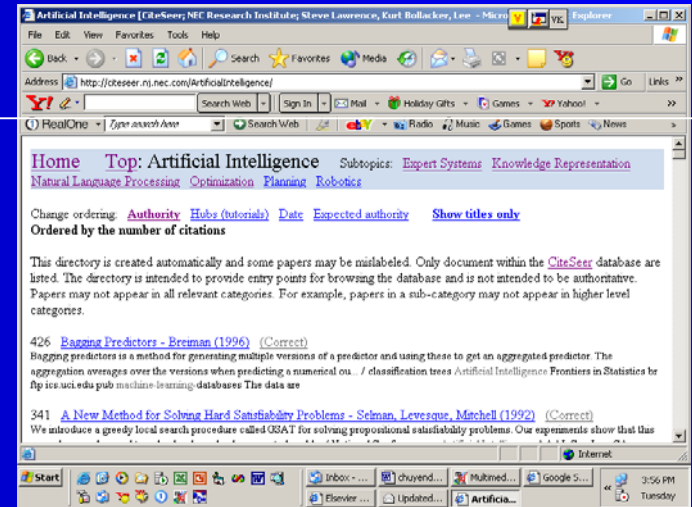 Artificial Intelligence [CiteSeer; NEC Research Institute; Steve Lawrence, Kurt Bollacker, Lee - Micro Y VK Explorer
File Edit View Favorites Tools Help
Back Search Favorites Media
Address http://citeseer.nj.nec.com/ArtificialIntelligence/ Go Links »
Y! Search Web Sign In Mail Holiday Gifts Games Yahoo! »
RealOne Type search here Search Web ebY Radio Music Games Sports News
Home Top: Artificial Intelligence Subtopics: Expert Systems Knowledge Representation
Natural Language Processing Optimization Planning Robotics
Change ordering: Authority Hubs (tutorials) Date Expected authority Show titles only
Ordered by the number of citations
This directory is created automatically and some papers may be mislabeled. Only document within the CiteSeer database are
listed. The directory is intended to provide entry points for browsing the database and is not intended to be authoritative.
Papers may not appear in all relevant categories. For example, papers in a sub-category may not appear in higher level
categories.
426 Bagging Predictors - Breiman (1996) (Correct)
Bagging predictors is a method for generating multiple versions of a predictor and using these to get an aggregated predictor. The
aggregation averages over the versions when predicting a numerical ou... / classification trees Artificial Intelligence Frontiers in Statistics br
ftp ics.uci.edu pub machine-learning-databases The data are
341 A New Method for Solving Hard Satisfiability Problems - Selman, Levesque, Mitchell (1992) (Correct)
We introduce a greedy local search procedure called GSAT for solving propositional satisfiability problems. Our experiments show that this
Internet
Start Inbox - ... chuyend... Multimed... Google S... « 3:56 PM
Elsevier ... Updated... Artificia... Tuesday